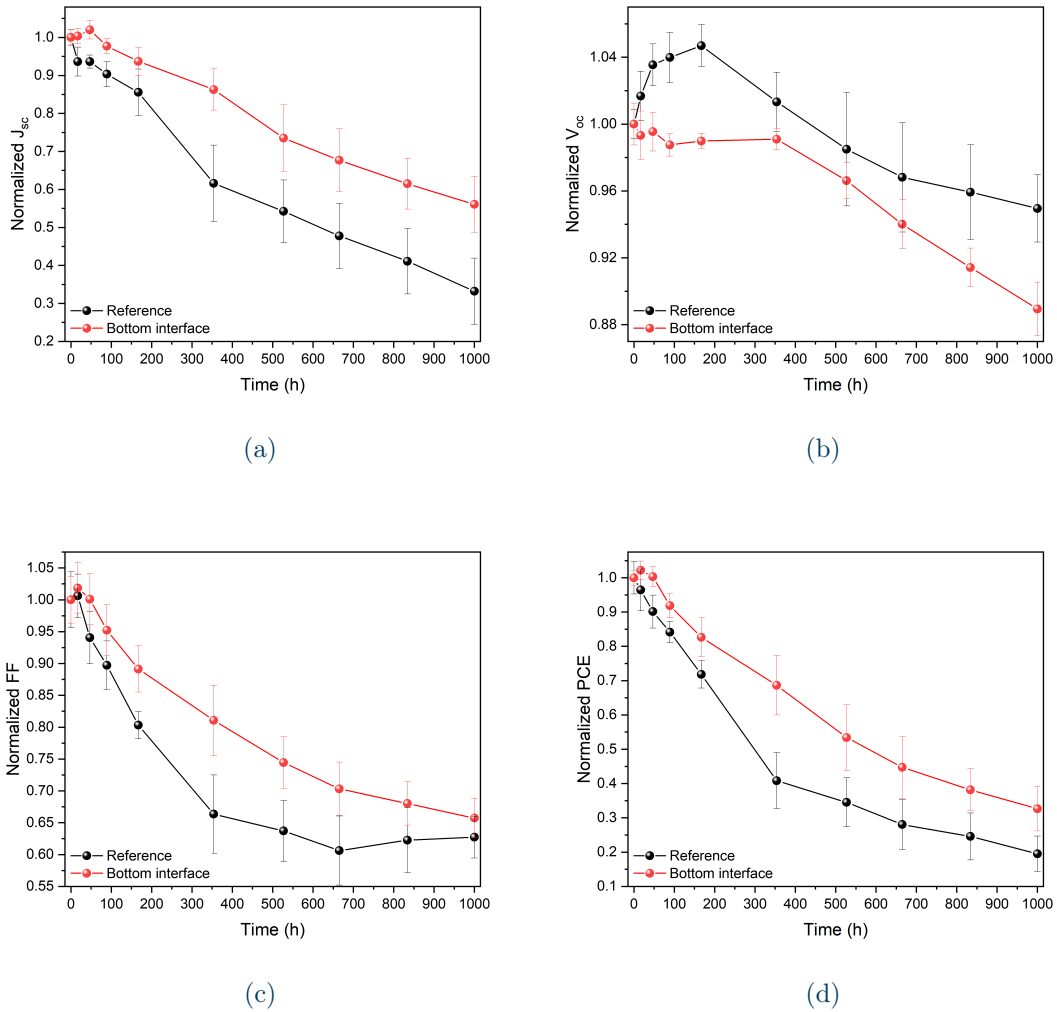 Normalized Jsc
1.0
0.9
0.8
0.7
0.6
0.5
0.4
0.3
0.2
Reference
Bottom interface
0 100 200 300 400 500 600 700 800 900 1000
Time (h)
(a)
Normalized Voc
1.04
1.00
0.96
0.92
0.88
Reference
Bottom interface
0 100 200 300 400 500 600 700 800 900 1000
Time (h)
(b)
Normalized FF
1.05
1.00
0.95
0.90
0.85
0.80
0.75
0.70
0.65
0.60
0.55
Reference
Bottom interface
0 100 200 300 400 500 600 700 800 900 1000
Time (h)
(c)
Normalized PCE
1.0
0.9
0.8
0.7
0.6
0.5
0.4
0.3
0.2
0.1
Reference
Bottom interface
0 100 200 300 400 500 600 700 800 900 1000
Time (h)
(d)